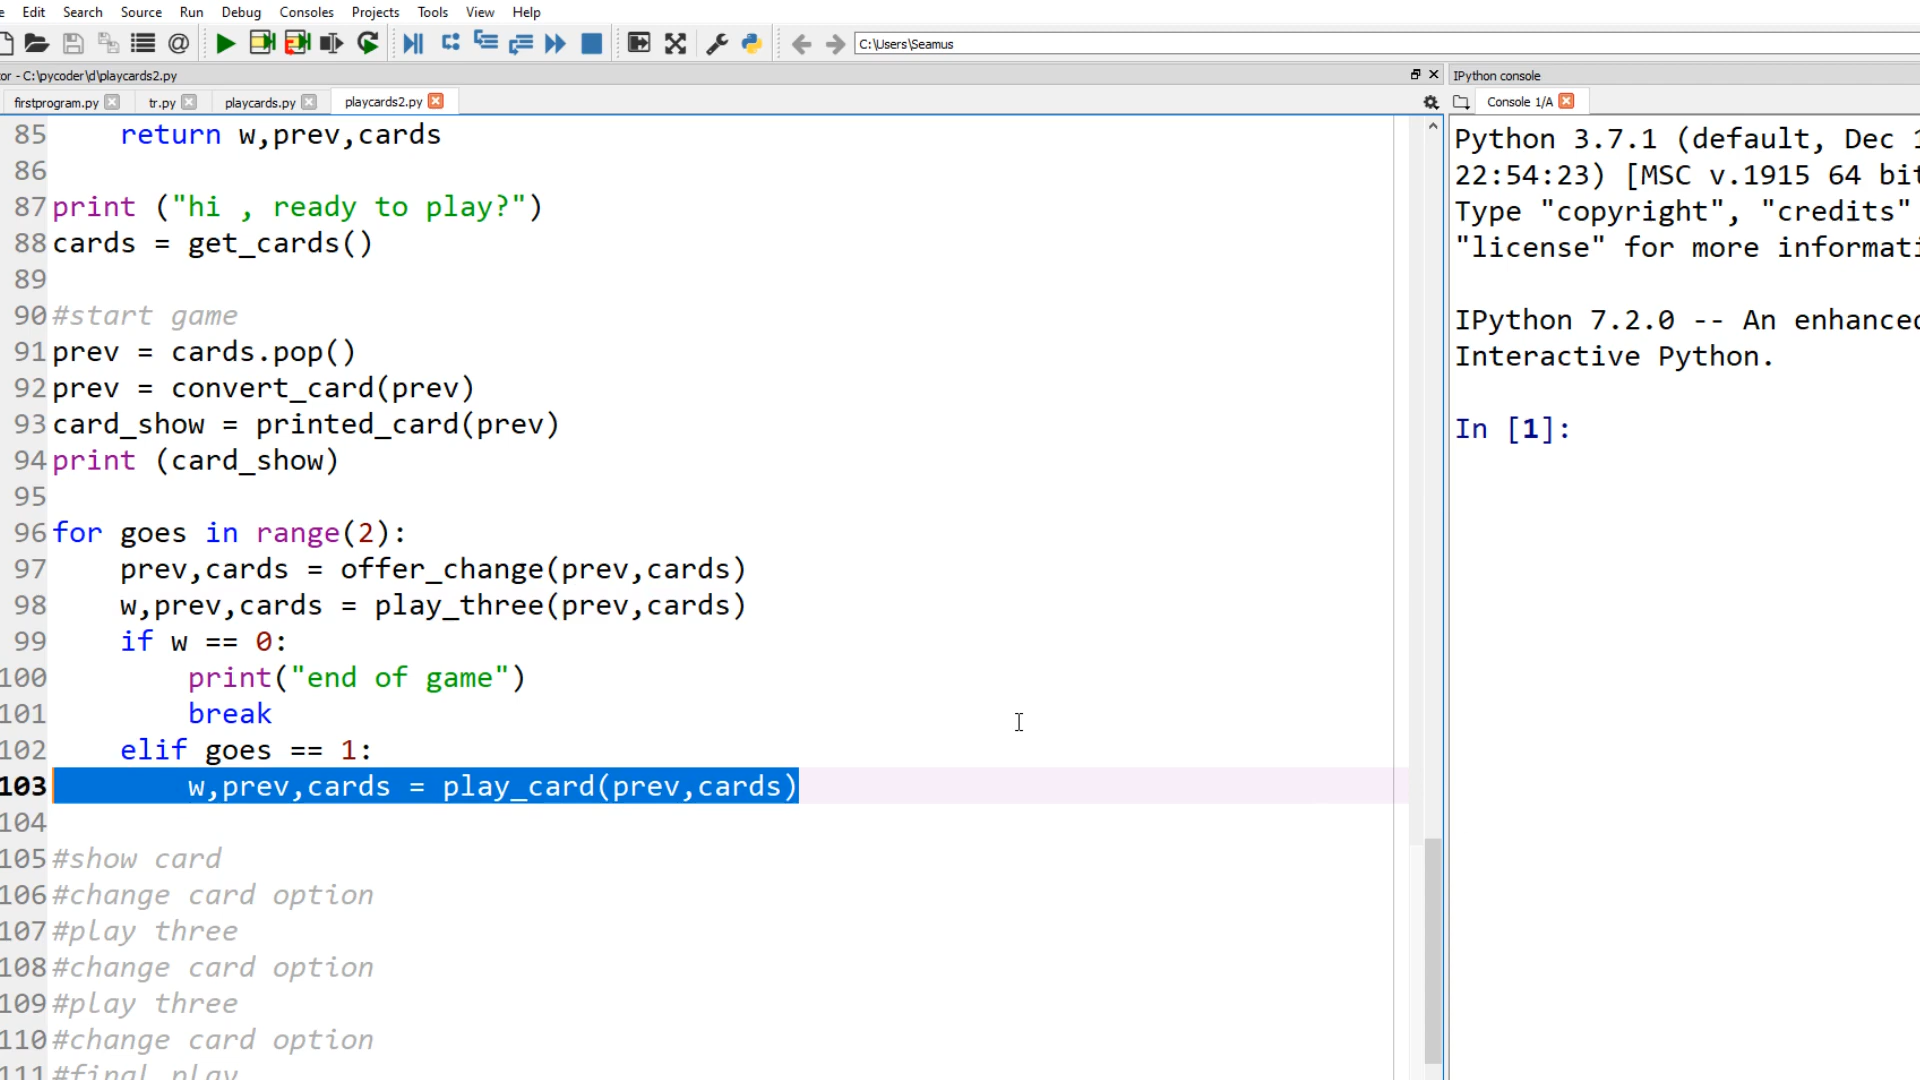 Edit Search Source Run Debug Consoles Projects Tools View Help
C:\Users\Seamus
or - C:\pycoder\d\playcards2.py
IPython console
firstprogram.py tr.py playcards.py playcards2.py
Console 1/A
85 return w,prev,cards
86
87 print ("hi , ready to play?")
88 cards = get_cards()
89
90 #start game
91 prev = cards.pop()
92 prev = convert_card(prev)
93 card_show = printed_card(prev)
94 print (card_show)
95
96 for goes in range(2):
97 prev,cards = offer_change(prev,cards)
98 w,prev,cards = play_three(prev,cards)
99 if w == 0:
100 print("end of game")
101 break
102 elif goes == 1:
103 w,prev,cards = play_card(prev,cards)
104
105 #show card
106 #change card option
107 #play three
108 #change card option
109 #play three
110 #change card option
111 #final play
Python 3.7.1 (default, Dec 1
22:54:23) [MSC v.1915 64 bit
Type "copyright", "credits"
"license" for more informati
IPython 7.2.0 -- An enhanced
Interactive Python.
In [1]: